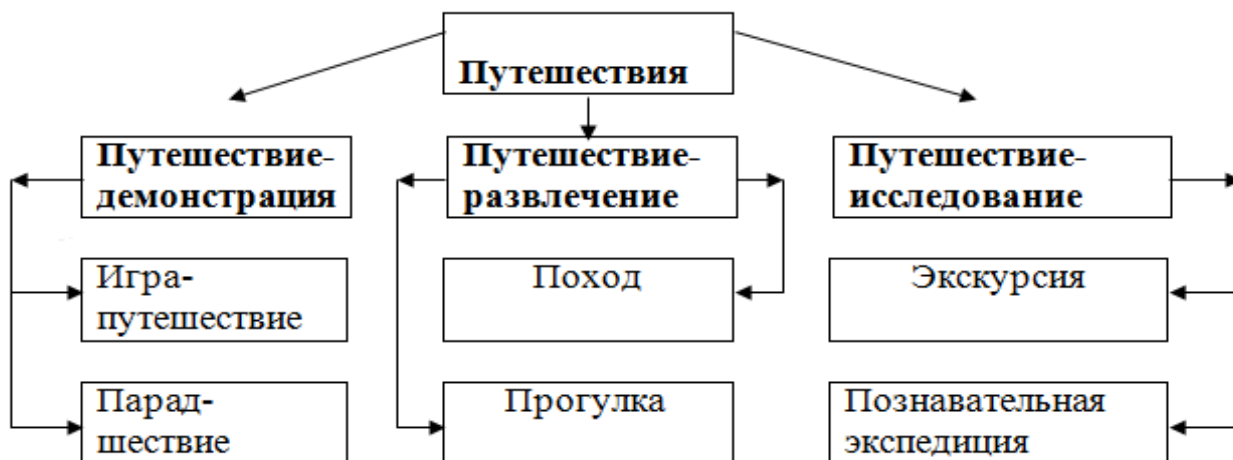 Путешествия
Путешествие-
демонстрация
Путешествие-
развлечение
Путешествие-
исследование
Игра-
путешествие
Поход
Экскурсия
Парад-
шествие
Прогулка
Познавательная
экспедиция